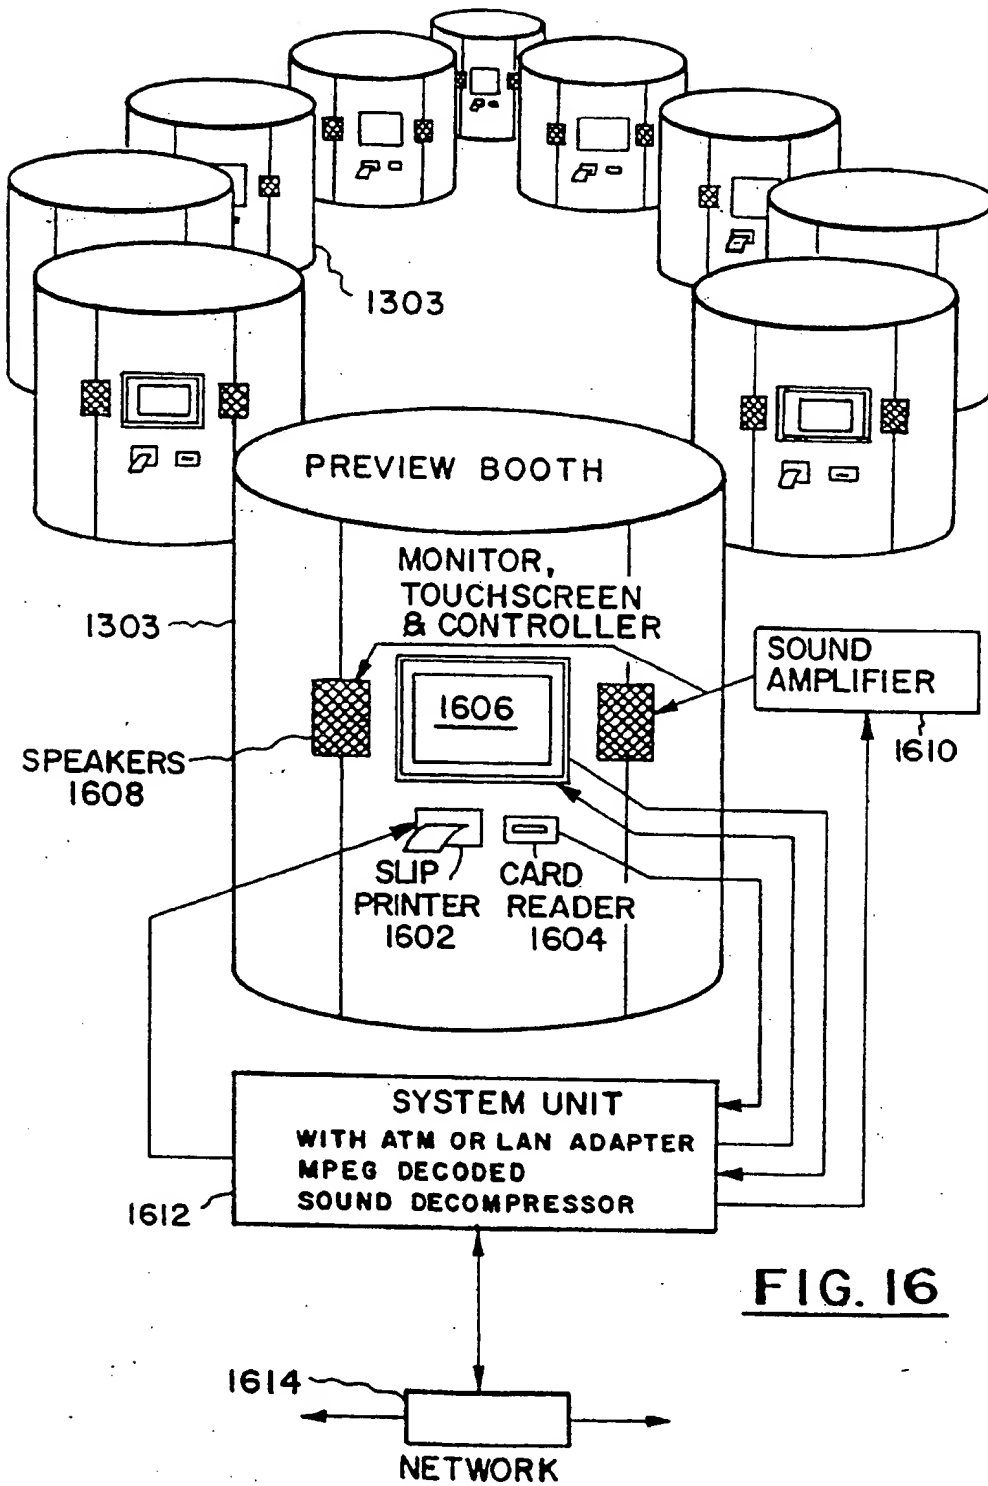 1303
PREVIEW BOOTH
MONITOR,
TOUCHSCREEN
& CONTROLLER
1303
SOUND
AMPLIFIER
1610
1606
SPEAKERS
1608
SLIP
PRINTER
1602
CARD
READER
1604
SYSTEM UNIT
WITH ATM OR LAN ADAPTER
MPEG DECODED
SOUND DECOMPRESSOR
1612
FIG. 16
1614
NETWORK